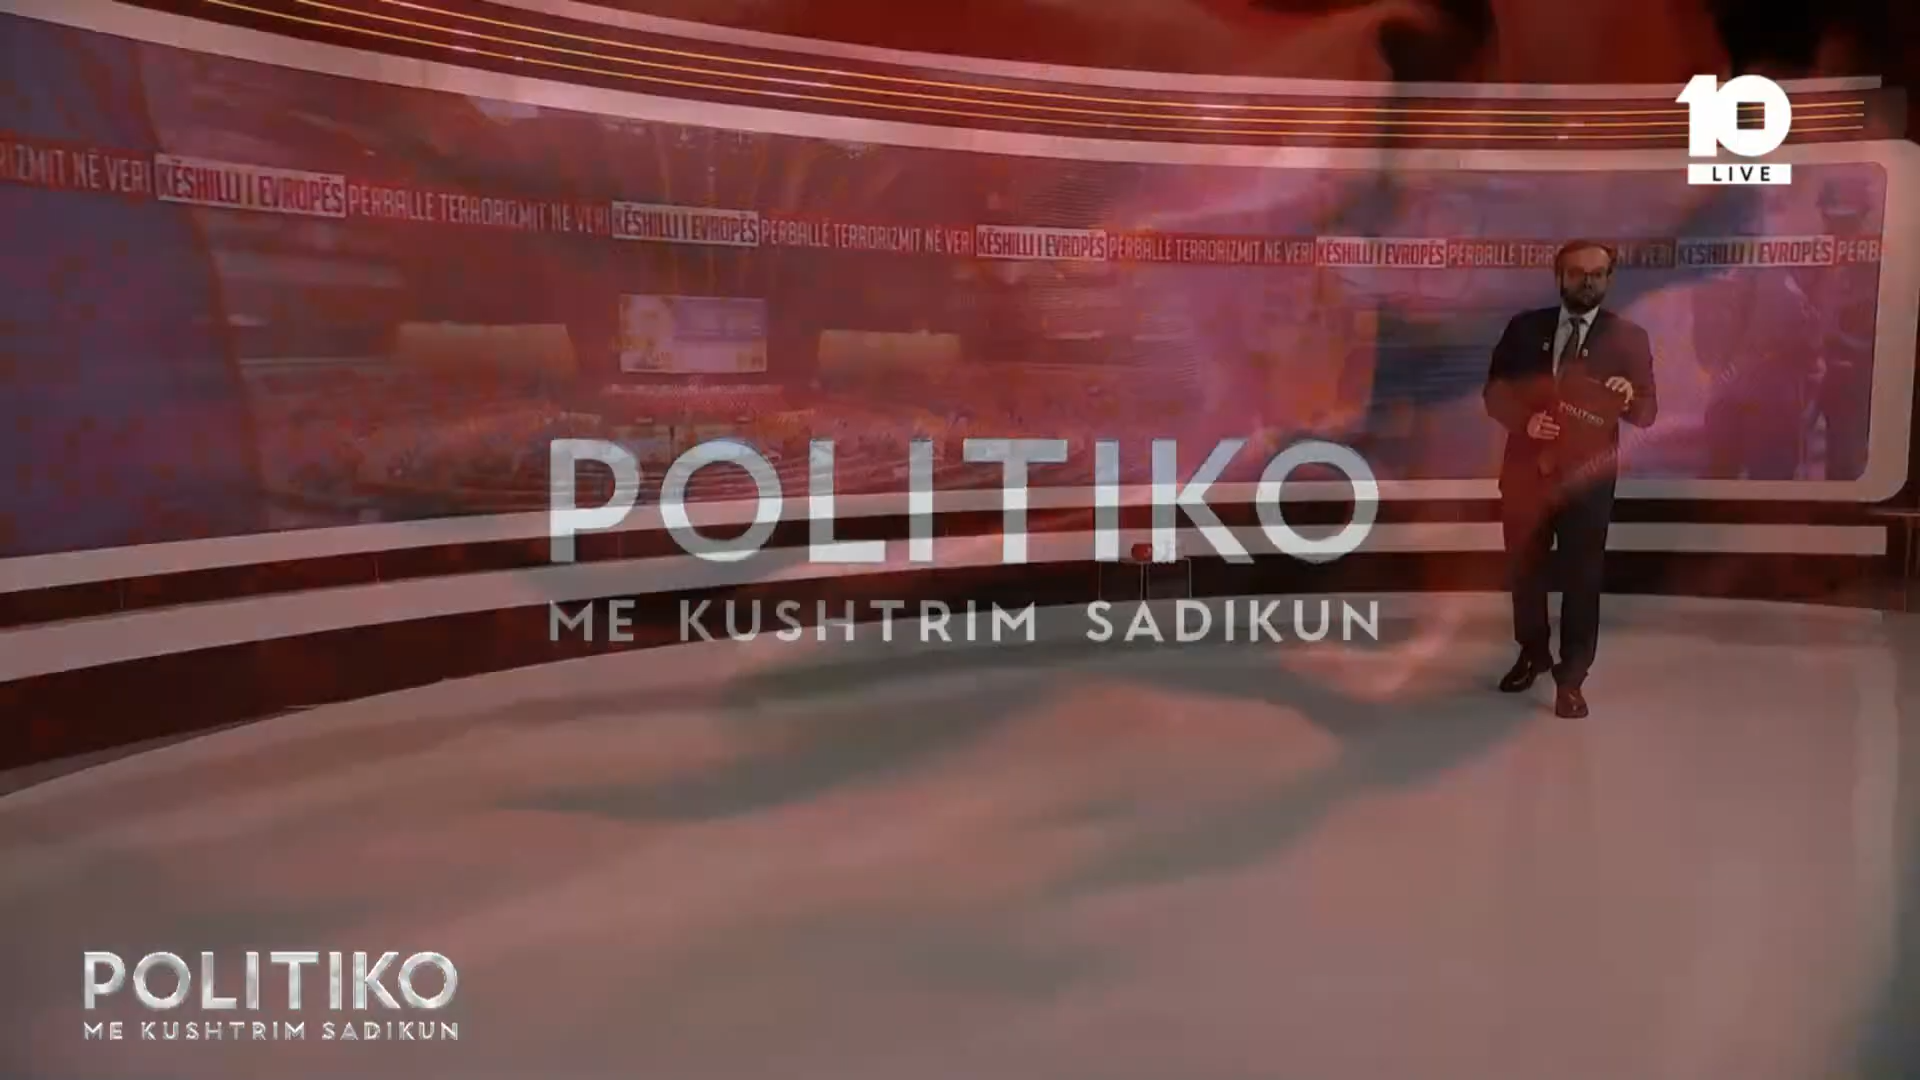 10
LIVE
RIZMIT NË VERI KËSHILLI I EVROPËS PËRBALLË TERRORIZMIT NË VERI KËSHILLI I EVROPËS PËRBALLË TERRORIZMIT NË VERI KËSHILLI I EVROPËS PËRBALLË TERRORIZMIT NË VERI KËSHILLI I EVROPËS PËRBALLË TERR NË VERI KËSHILLI I EVROPËS PËRB
POLITIKO
POLITIKO
ME KUSHTRIM SADIKUN
POLITIKO
ME KUSHTRIM SADIKUN